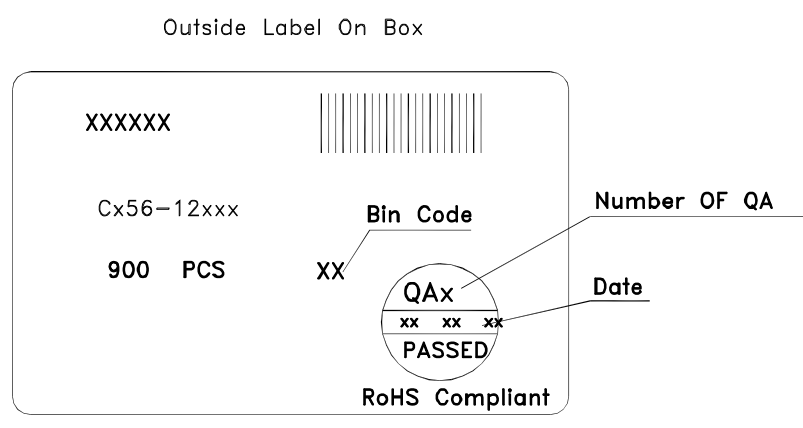 Outside Label On Box
XXXXXX
Cx56-12xxx
Bin Code
Number OF QA
900 PCS
XX
QAx
Date
xx xx xx
PASSED
RoHS Compliant